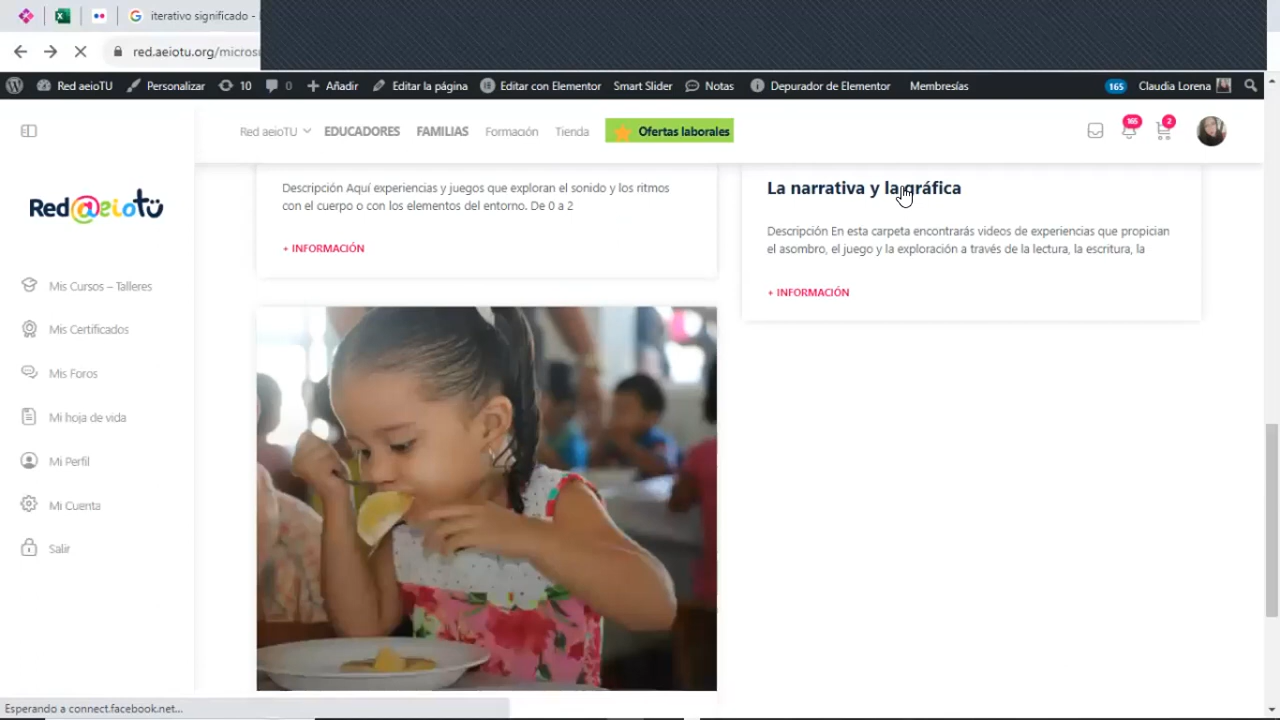 iterativo significado -
red.aeiotu.org/micros
Red aeioTU Personalizar 10 0 Añadir Editar la página Editar con Elementor Smart Slider Notas Depurador de Elementor Membresías 165 Claudia Lorena
Red aeioTU EDUCADORES FAMILIAS Formación Tienda Ofertas laborales 165 2
Red@eiotü
Mis Cursos – Talleres
Mis Certificados
Mis Foros
Mi hoja de vida
Mi Perfil
Mi Cuenta
Salir
Descripción Aquí experiencias y juegos que exploran el sonido y los ritmos
con el cuerpo o con los elementos del entorno. De 0 a 2
+ INFORMACIÓN
La narrativa y la gráfica
Descripción En esta carpeta encontrarás videos de experiencias que propician
el asombro, el juego y la exploración a través de la lectura, la escritura, la
+ INFORMACIÓN
Esperando a connect.facebook.net...